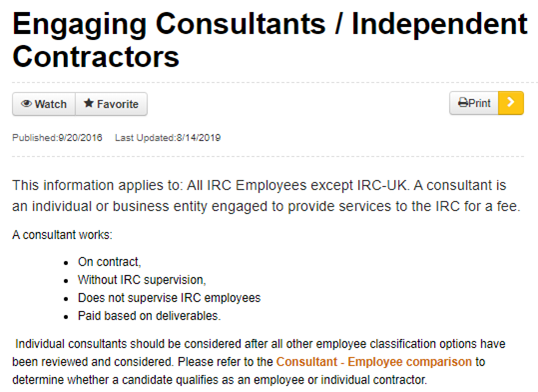 Engaging Consultants / Independent
Contractors
Watch
Favorite
Print
Published:9/20/2016 Last Updated:8/14/2019
This information applies to: All IRC Employees except IRC-UK. A consultant is
an individual or business entity engaged to provide services to the IRC for a fee.
A consultant works:
• On contract,
• Without IRC supervision,
• Does not supervise IRC employees
• Paid based on deliverables.
Individual consultants should be considered after all other employee classification options have
been reviewed and considered. Please refer to the Consultant - Employee comparison to
determine whether a candidate qualifies as an employee or individual contractor.